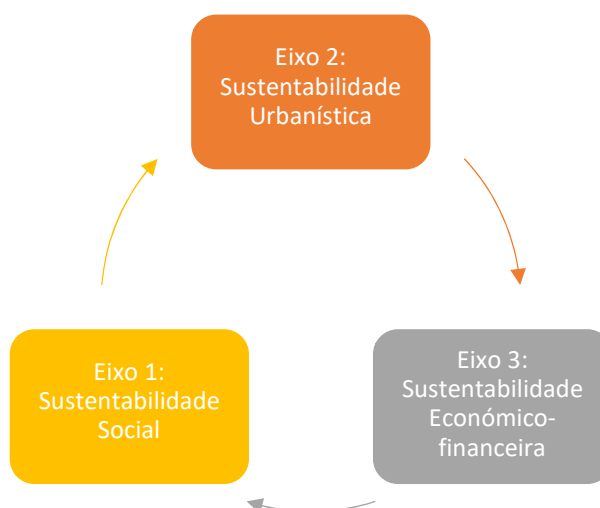 Eixo 2:
Sustentabilidade
Urbanística
Eixo 1:
Sustentabilidade
Social
Eixo 3:
Sustentabilidade
Económico-
financeira